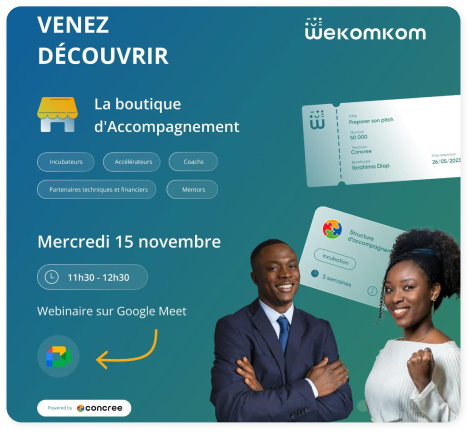 VENEZ
DÉCOUVRIR
Wekomkom
La boutique
d'Accompagnement
Incubateurs
Accélérateurs
Coachs
Partenaires techniques et financiers
Mentors
Préparer son pitch
50 000
Concree
Ibrahima Diop
26/05/2023
Structure
d'accompagnement
Incubation
5 semaines
Mercredi 15 novembre
11h30 - 12h30
Webinaire sur Google Meet
Powered by concree